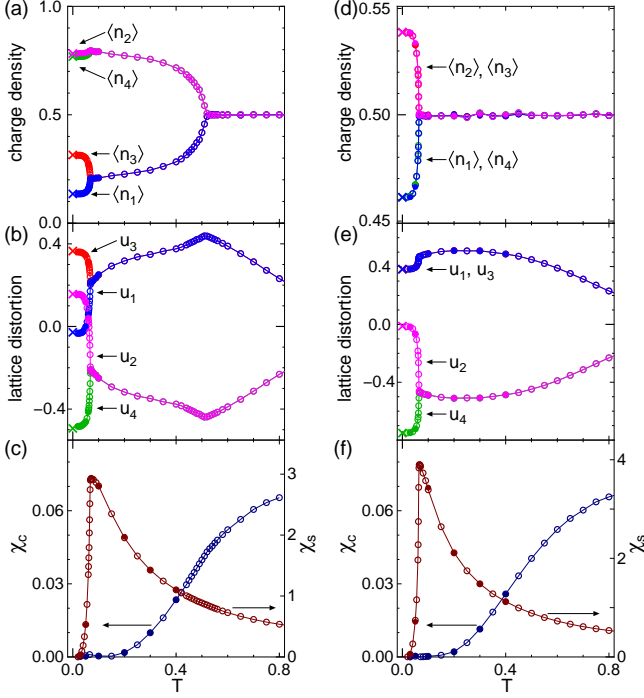 (a)
1.0
⟨n₂⟩
⟨n₄⟩
charge density
0.5
⟨n₃⟩
⟨n₁⟩
0.0
(b)
0.4
u₃
u₁
lattice distortion
0.0
u₂
−0.4
u₄
(c)
3
0.06
2
χc
χs
0.03
1
0.00
0.0 0.4 0.8
T
(d)
0.55
⟨n₂⟩, ⟨n₃⟩
charge density
0.50
⟨n₁⟩, ⟨n₄⟩
0.45
(e)
0.4
u₁, u₃
lattice distortion
0.0
u₂
−0.4
u₄
(f)
4
0.06
χc
χs
2
0.03
1
0.00
0.0 0.4 0.8
T